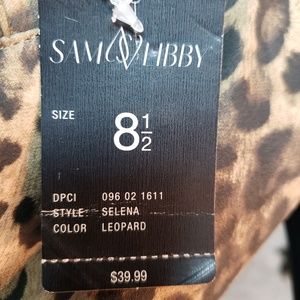 SAM & LIBBY
SIZE
8 1/2
DPCI 096 02 1611
STYLE: SELENA
COLOR LEOPARD
$39.99